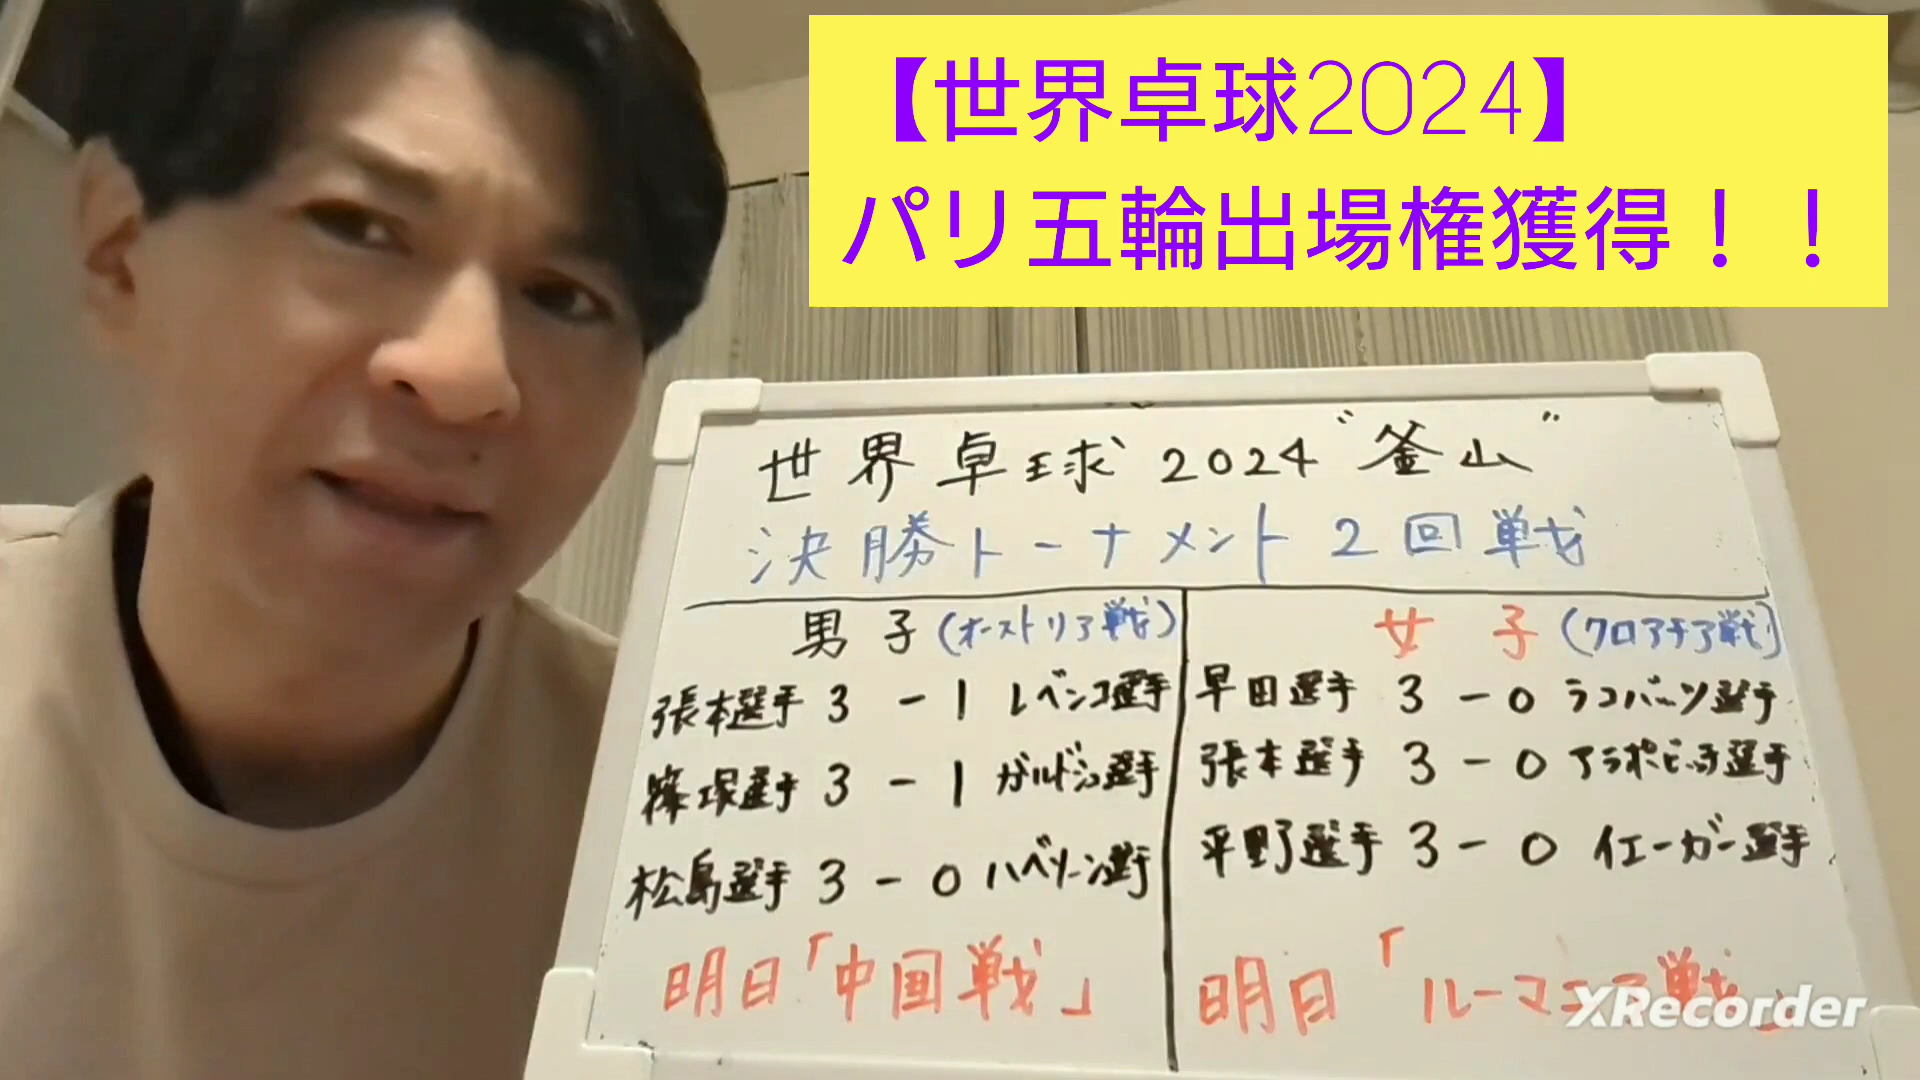 【世界卓球2024】
パリ五輪出場権獲得！！
世界卓球2024"釜山"
決勝トーナメント2回戦
男子(オーストリア戦)
張本選手 3-1 レベンコ選手
篠塚選手 3-1 ガルドシュ選手
松島選手 3-0 ハベソーン選手
明日「中国戦」
女子(クロアチア戦)
早田選手 3-0 ラコバーツ選手
張本選手 3-0 アラポビッチ選手
平野選手 3-0 イエーガー選手
明日「ルーマニア戦」
XRecorder